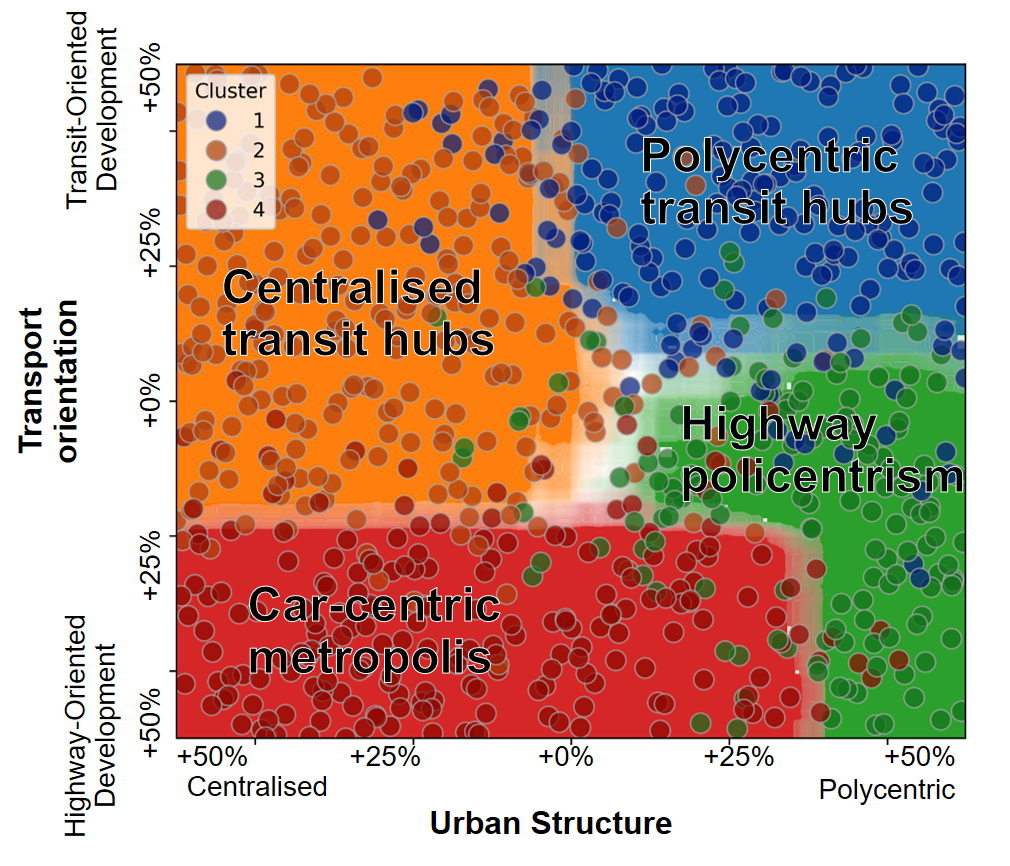 Transit-Oriented
Development
+50%
+25%
+0%
+25%
+50%
Highway-Oriented
Development
Transport
orientation
Cluster
1
2
3
4
Polycentric
transit hubs
Centralised
transit hubs
Highway
policentrism
Car-centric
metropolis
+50%
+25%
+0%
+25%
+50%
Centralised
Polycentric
Urban Structure